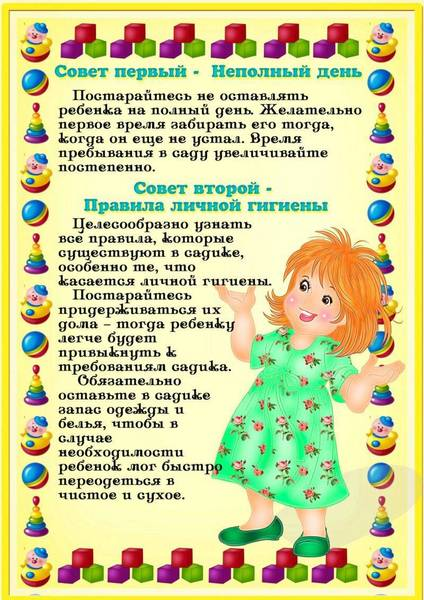 Совет первый - Неполный день
Постарайтесь не оставлять
ребенка на полный день. Желательно
первое время забирать его тогда,
когда он еще не устал. Время
пребывания в саду увеличивайте
постепенно.
Совет второй -
Правила личной гигиены
Целесообразно узнать
все правила, которые
существуют в садике,
особенно те, что
касается личной гигиены.
Постарайтесь
придерживаться их
дома – тогда ребенку
легче будет
привыкнуть к
требованиям садика.
Обязательно
оставьте в садике
запас одежды и
белья, чтобы в
случае
необходимости
ребенок мог быстро
переодеться в
чистое и сухое.